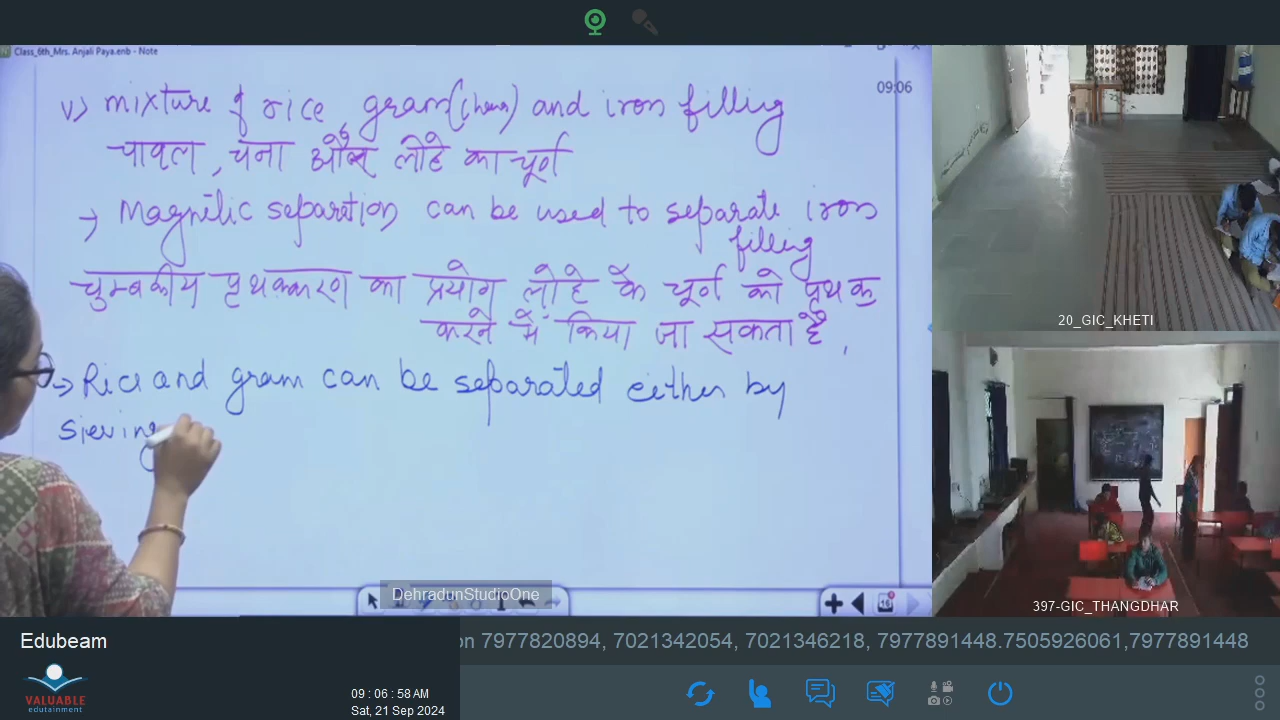 Class_6th_Mrs. Anjali Paya.enb - Note
09:06
v) mixture of rice gram(chana) and iron filling
चावल, चना और लोहे का चूर्ण
→ Magnetic separation can be used to separate iron
filling
चुम्बकीय पृथक्करण का प्रयोग लोहे के चूर्ण को पृथक
करने में किया जा सकता है,
→ Rice and gram can be separated either by
sieving
DehradunStudioOne
20_GIC_KHETI
397-GIC_THANGDHAR
Edubeam
on 7977820894, 7021342054, 7021346218, 7977891448.7505926061,7977891448
VALUABLE
edutainment
09 : 06 : 58 AM
Sat, 21 Sep 2024